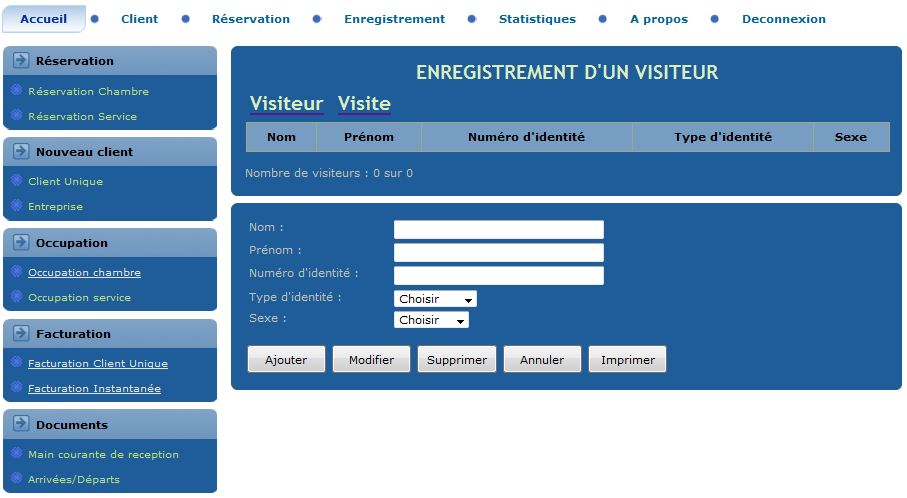 Accueil Client Réservation Enregistrement Statistiques A propos Deconnexion
Réservation
Réservation Chambre
Réservation Service
Nouveau client
Client Unique
Entreprise
Occupation
Occupation chambre
Occupation service
Facturation
Facturation Client Unique
Facturation Instantanée
Documents
Main courante de reception
Arrivées/Départs
ENREGISTREMENT D'UN VISITEUR
Visiteur Visite
Nom Prénom Numéro d'identité Type d'identité Sexe
Nombre de visiteurs : 0 sur 0
Nom :
Prénom :
Numéro d'identité :
Type d'identité : Choisir
Sexe : Choisir
Ajouter Modifier Supprimer Annuler Imprimer